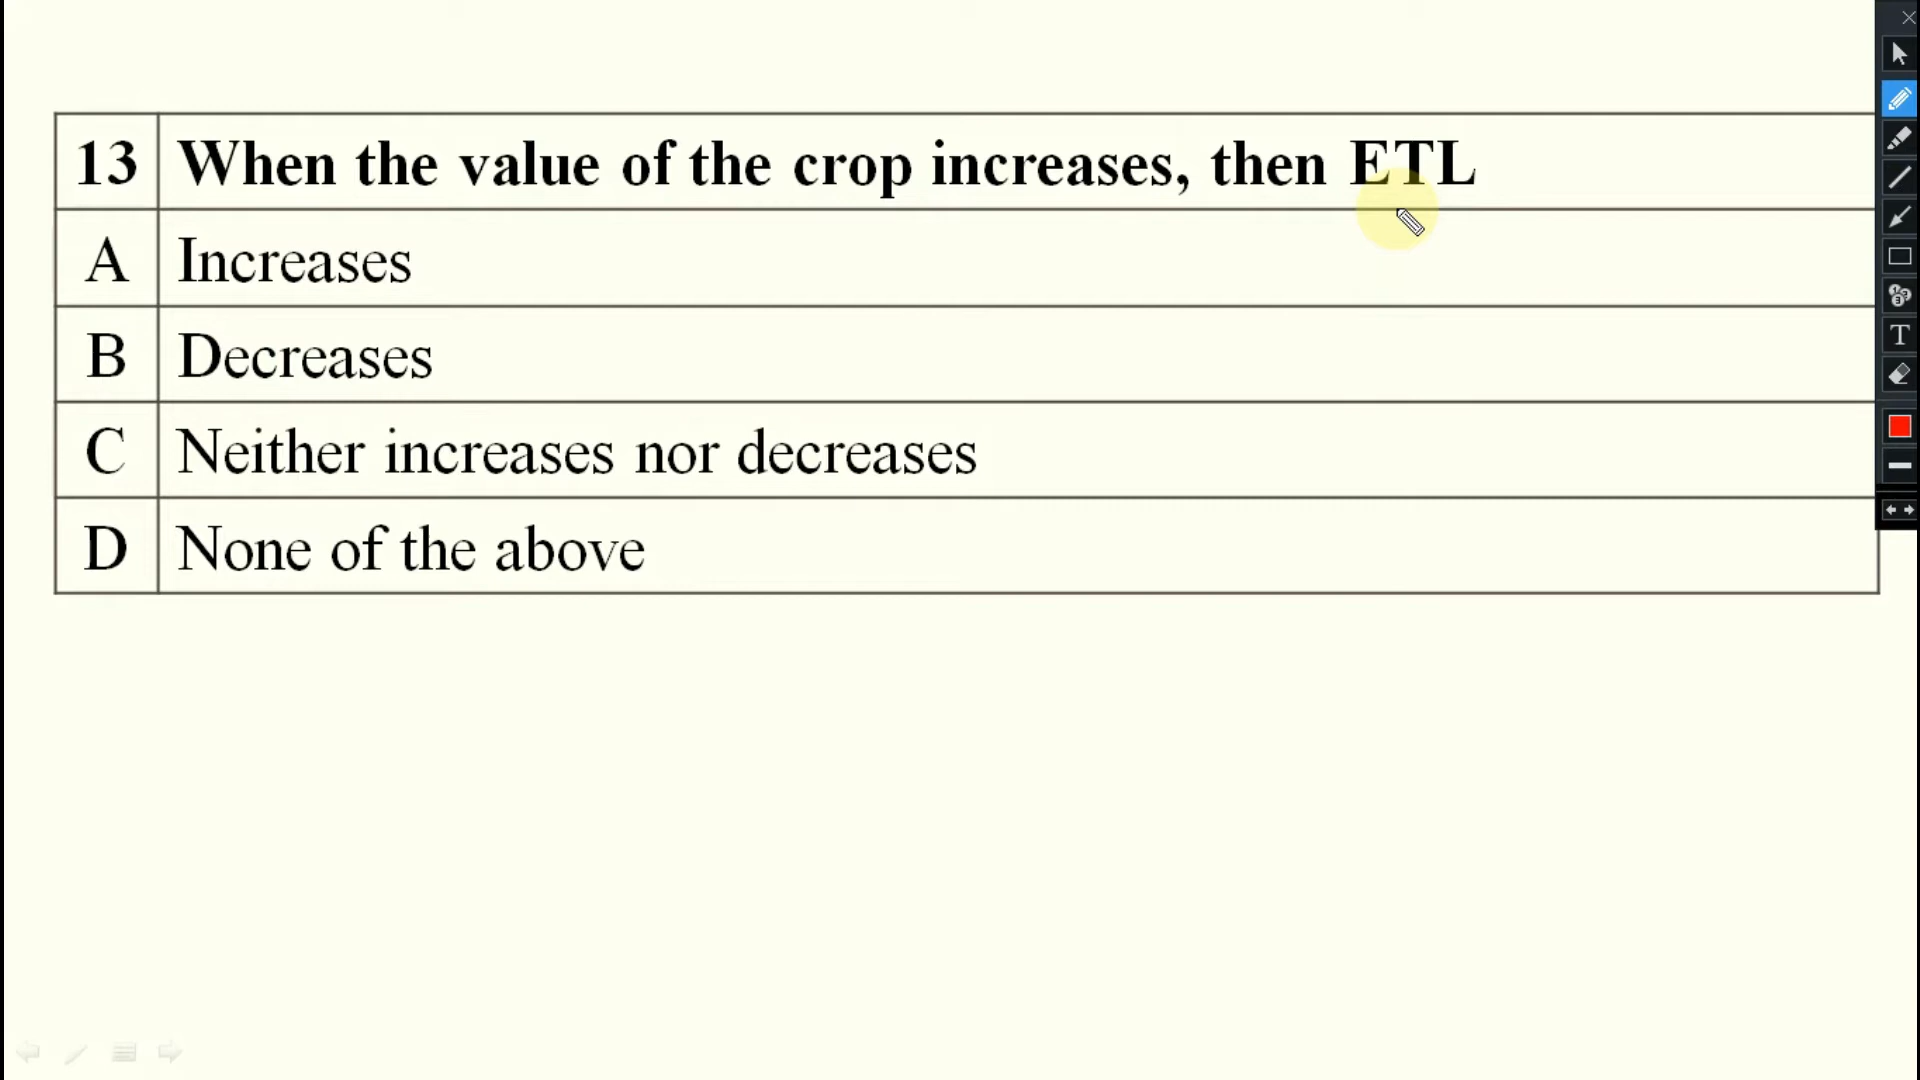 13 When the value of the crop increases, then ETL
A Increases
B Decreases
C Neither increases nor decreases
D None of the above
T